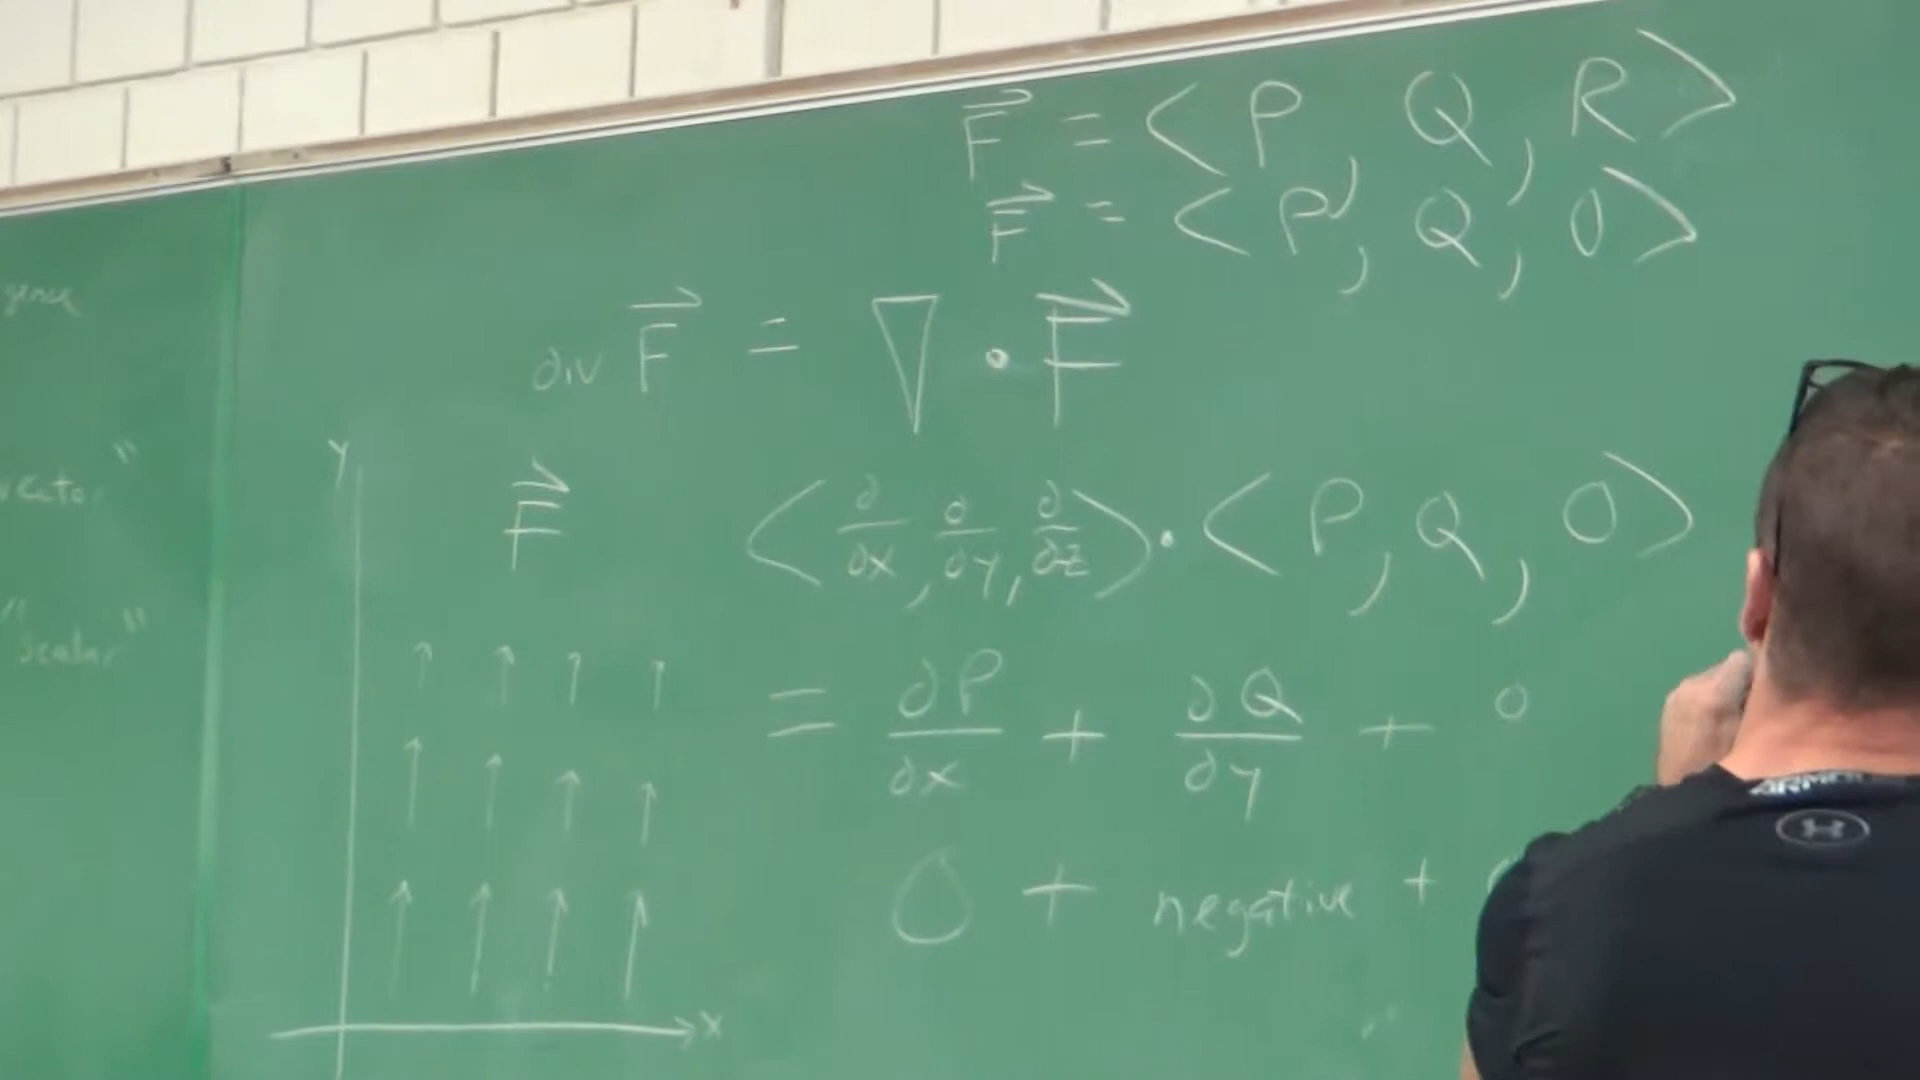 F⃗ = < P, Q, R >
F⃗ = < P, Q, 0 >
div F⃗ = ∇ · F⃗
vector"
"scalar"
y
F⃗
< ∂/∂x, ∂/∂y, ∂/∂z > · < P, Q, 0 >
= ∂P/∂x + ∂Q/∂y + 0
0 + negative +
x